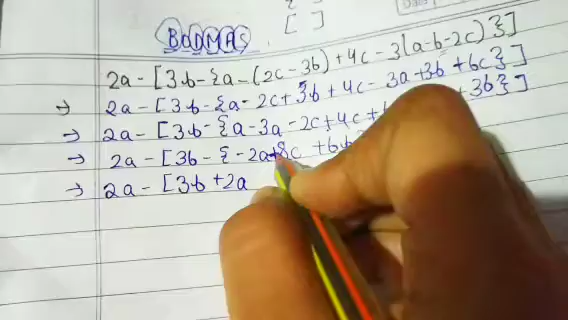 [ ]
BODMAS
2a - [3b - {a - (2c - 3b) + 4c - 3(a - b - 2c)}]
→ 2a - [3b - {a - 2c + 3b + 4c - 3a + 3b + 6c}]
→ 2a - [3b - {a - 3a - 2c + 4c + + 3b}]
→ 2a - [3b - {-2a + 8c + 6b
→ 2a - [3b + 2a